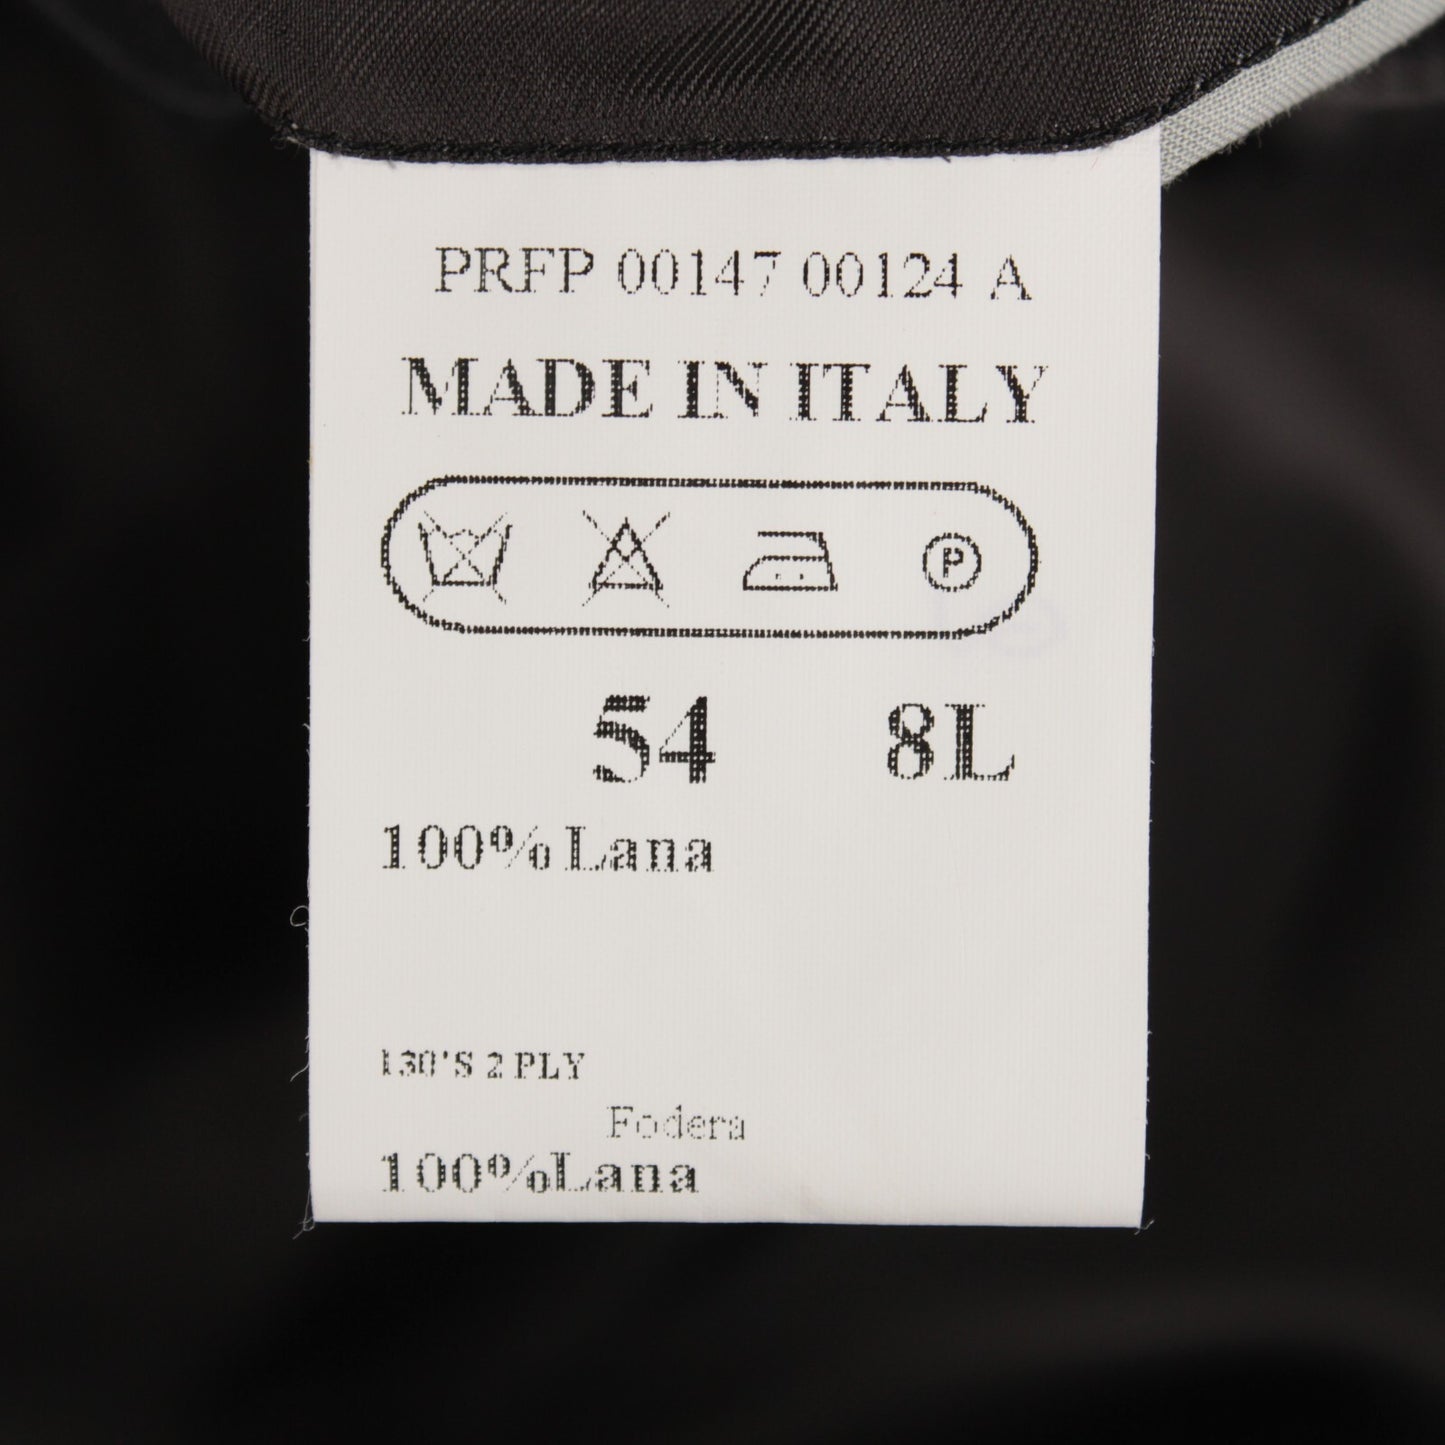 PRFP 00147 00124 A
MADE IN ITALY
P
54 8L
100% Lana
130'S 2 PLY
Fodera
100%Lana